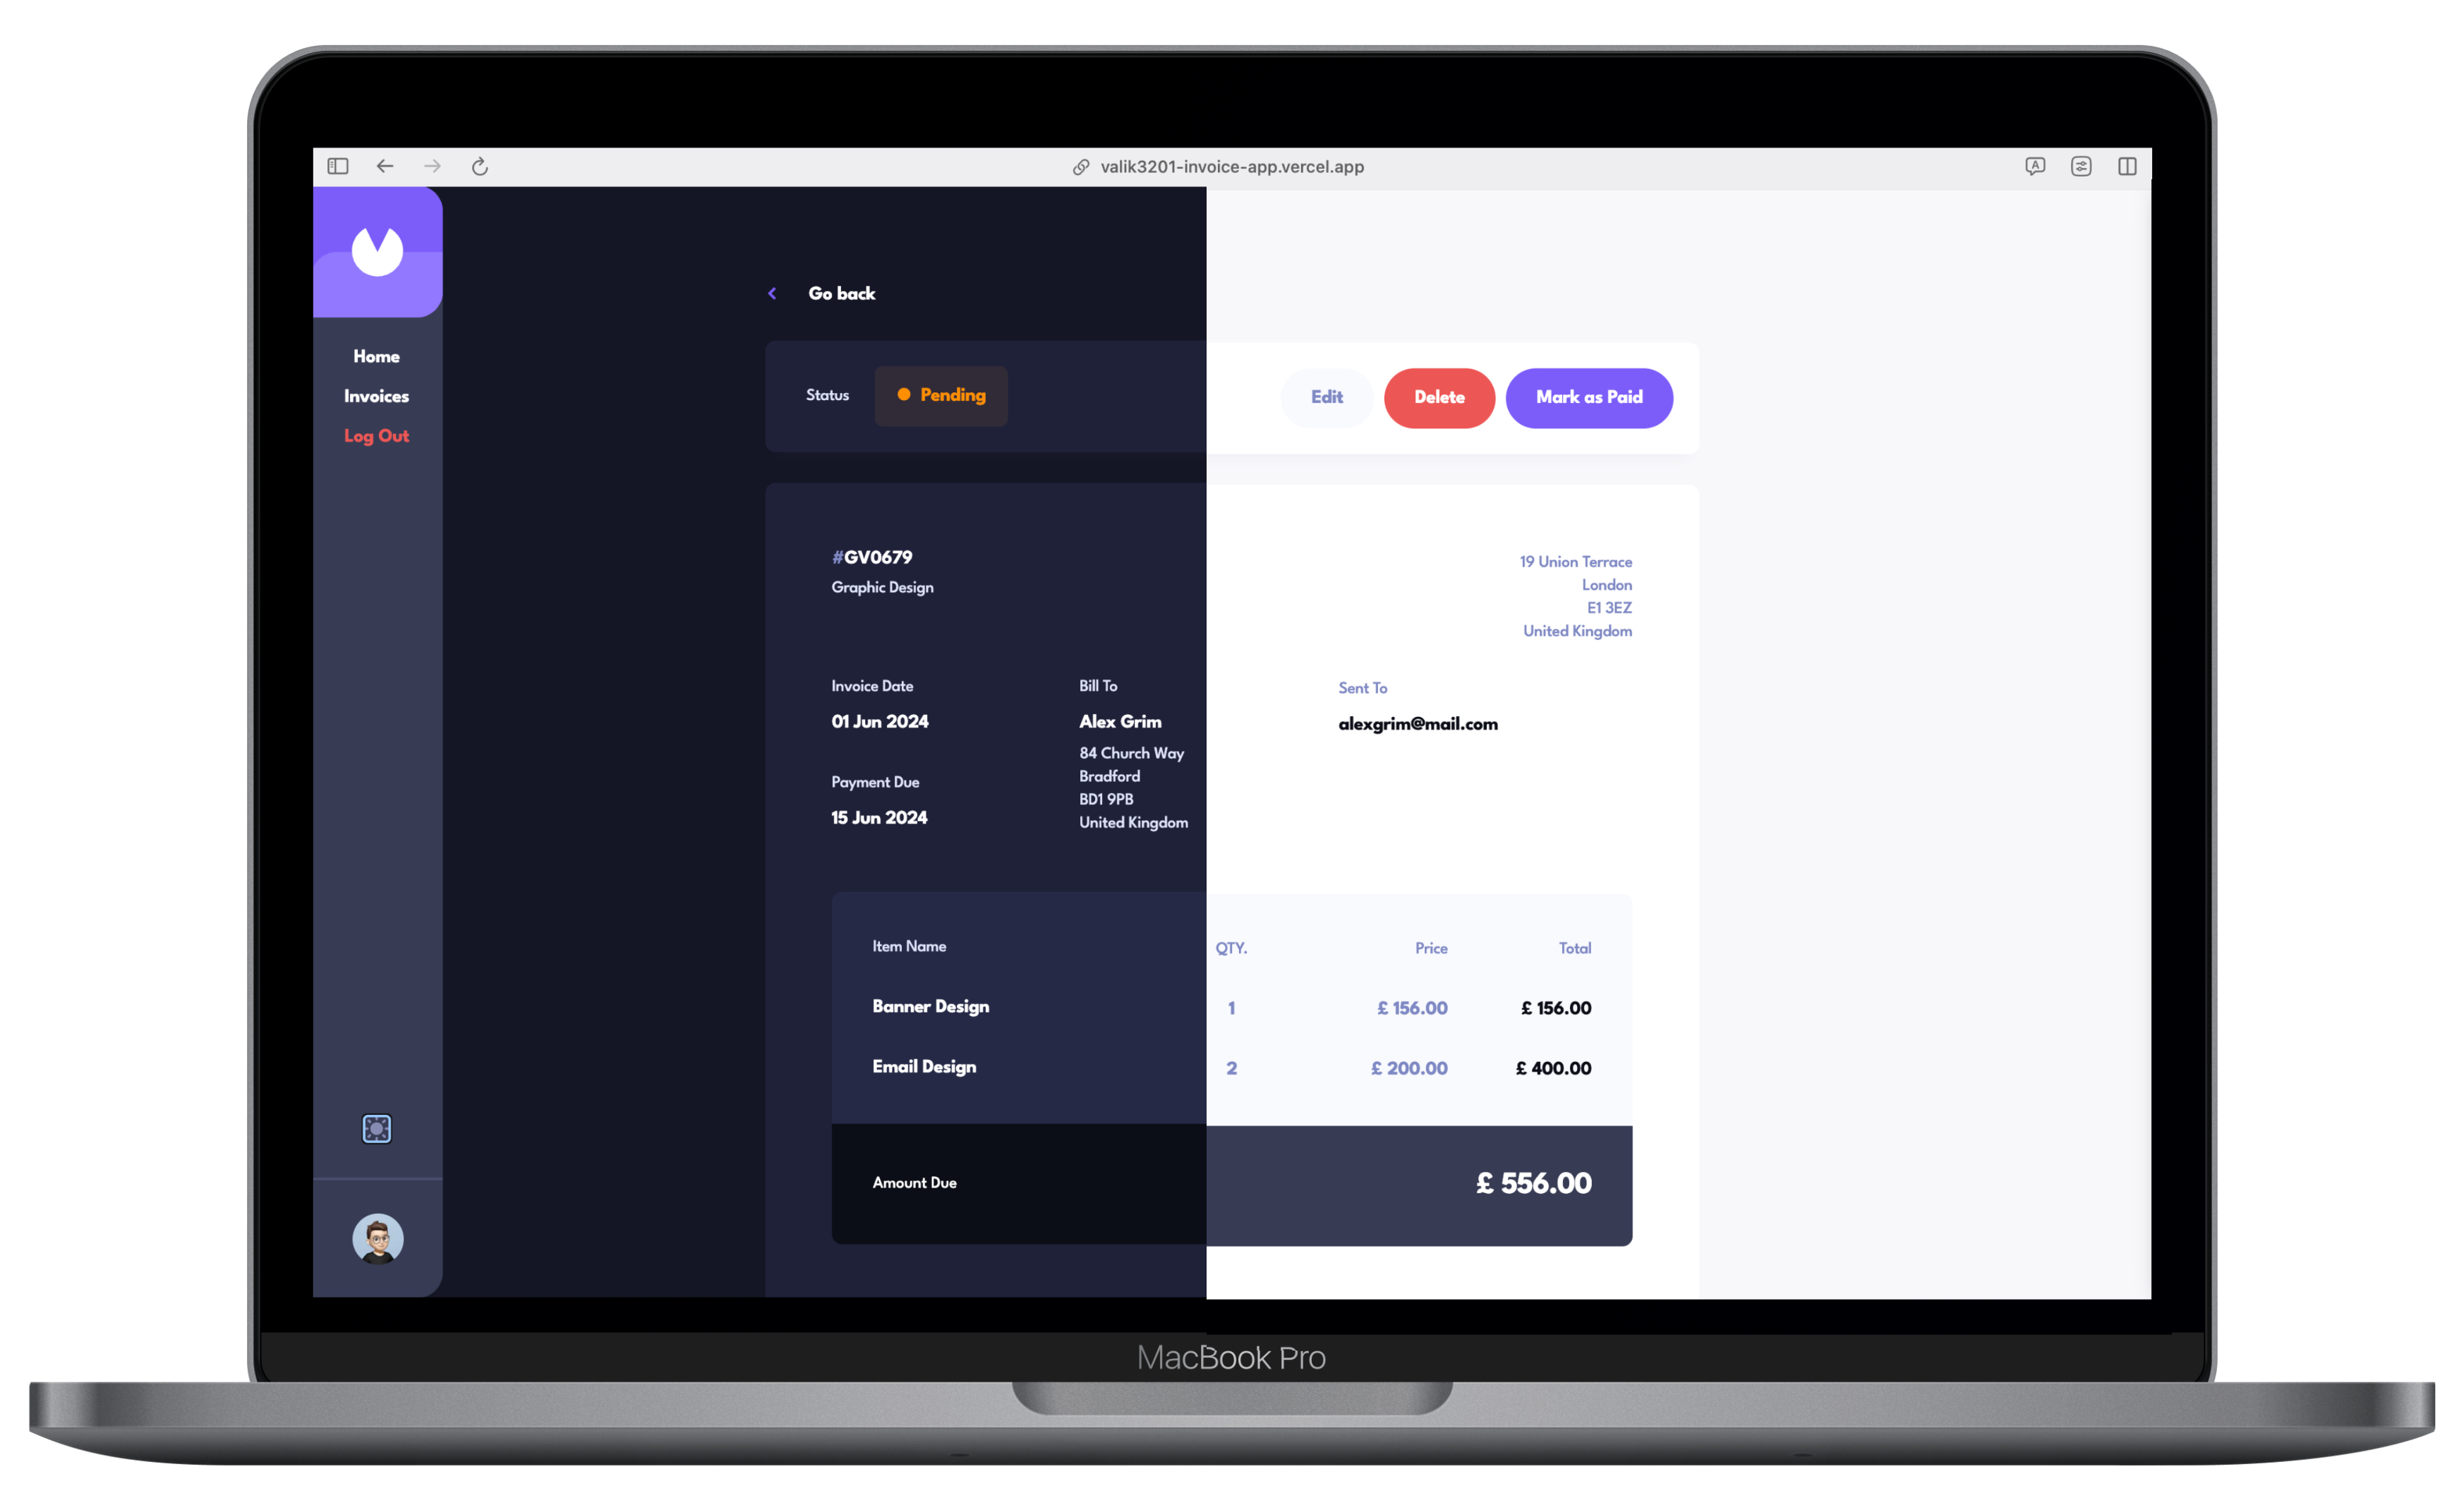 valik3201-invoice-app.vercel.app
Home
Invoices
Log Out
Go back
Status
Pending
Edit
Delete
Mark as Paid
#GV0679
Graphic Design
19 Union Terrace
London
E1 3EZ
United Kingdom
Invoice Date
01 Jun 2024
Payment Due
15 Jun 2024
Bill To
Alex Grim
84 Church Way
Bradford
BD1 9PB
United Kingdom
Sent To
alexgrim@mail.com
Item Name QTY. Price Total
Banner Design 1 £ 156.00 £ 156.00
Email Design 2 £ 200.00 £ 400.00
Amount Due £ 556.00
MacBook Pro